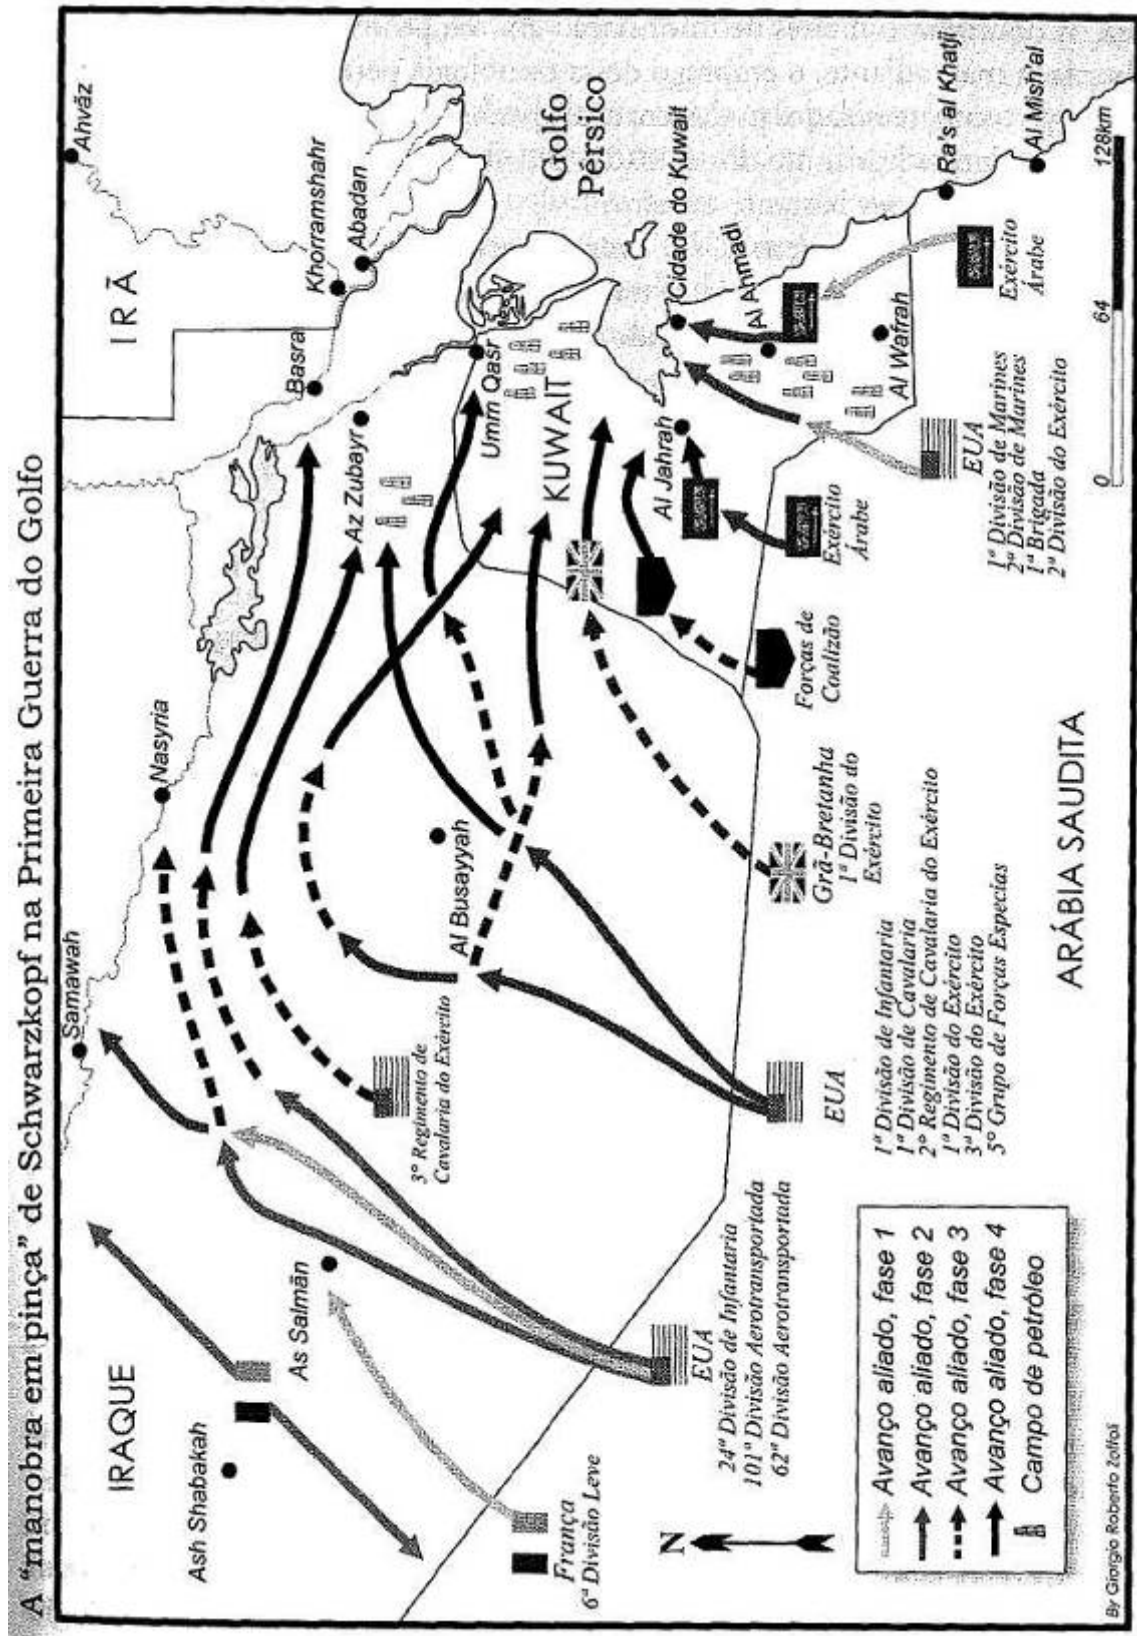 A “manobra em pinça” de Schwarzkopf na Primeira Guerra do Golfo
IRAQUE
Samawah
Nasyria
Basra
IRÃ
Ahváz
Khorramshahr
Abadan
Ash Shabakah
As Salmān
3º Regimento de
Cavalaria do Exército
Al Busayyah
Az Zubayr
Umm Qasr
Golfo
Pérsico
KUWAIT
Cidade do Kuwait
Al Jahrah
Al Ahmadi
Al Wafrah
Ra's al Khatji
Al Mish'al
França
6ª Divisão Leve
EUA
24ª Divisão de Infantaria
101ª Divisão Aerotransportada
62ª Divisão Aerotransportada
EUA
1ª Divisão de Infantaria
1ª Divisão de Cavalaria
2º Regimento de Cavalaria do Exército
1ª Divisão do Exército
3ª Divisão do Exército
5º Grupo de Forças Especias
Grã-Bretanha
1ª Divisão do
Exército
Forças de
Coalizão
Exército
Árabe
EUA
1ª Divisão de Marines
2ª Divisão de Marines
1ª Brigada
2ª Divisão do Exército
Exército
Árabe
ARÁBIA SAUDITA
N
Avanço aliado, fase 1
Avanço aliado, fase 2
Avanço aliado, fase 3
Avanço aliado, fase 4
Campo de petróleo
0 64 128km
By Giorgio Roberto Zoffoli